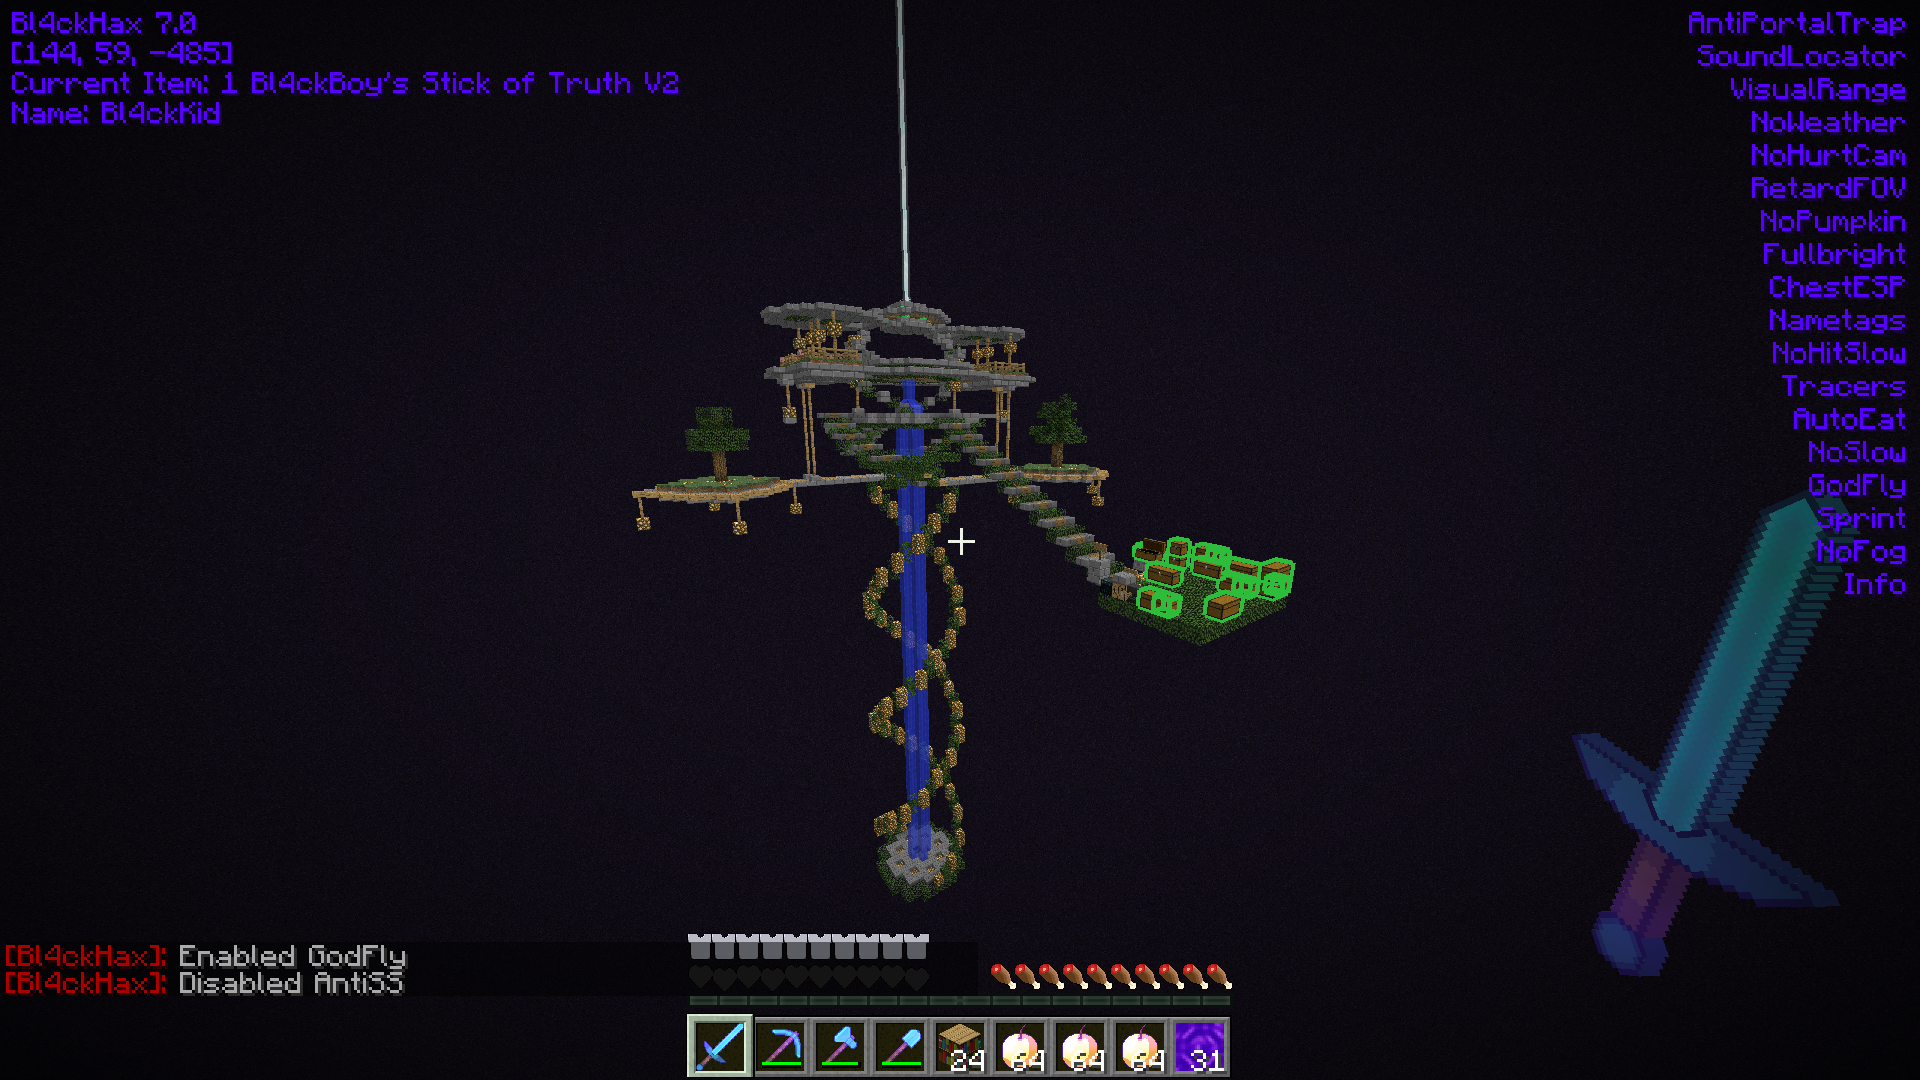 Bl4ckHax 7.0
[144, 59, -485]
Current Item: 1 Bl4ckBoy's Stick of Truth V2
Name: Bl4ckKid
AntiPortalTrap
SoundLocator
VisualRange
NoWeather
NoHurtCam
RetardFOV
NoPumpkin
Fullbright
ChestESP
Nametags
NoHitSlow
Tracers
AutoEat
NoSlow
GodFly
Sprint
NoFog
Info
[Bl4ckHax]: Enabled GodFly
[Bl4ckHax]: Disabled AntiSS
24 64 64 64 31